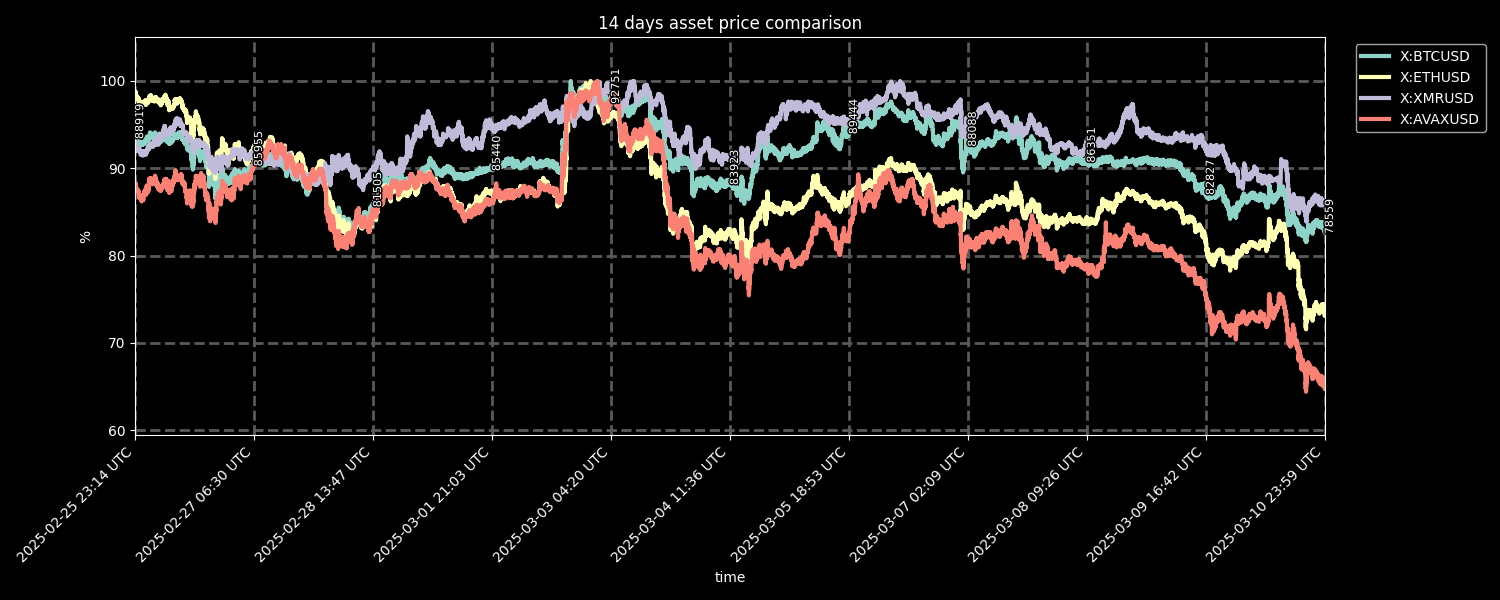 14 days asset price comparison
X:BTCUSD
X:ETHUSD
X:XMRUSD
X:AVAXUSD
%
100
90
80
70
60
88919
85955
81505
85440
92751
83923
89444
88088
86351
82827
78559
2025-02-25 23:14 UTC
2025-02-27 06:30 UTC
2025-02-28 13:47 UTC
2025-03-01 21:03 UTC
2025-03-03 04:20 UTC
2025-03-04 11:36 UTC
2025-03-05 18:53 UTC
2025-03-07 02:09 UTC
2025-03-08 09:26 UTC
2025-03-09 16:42 UTC
2025-03-10 23:59 UTC
time